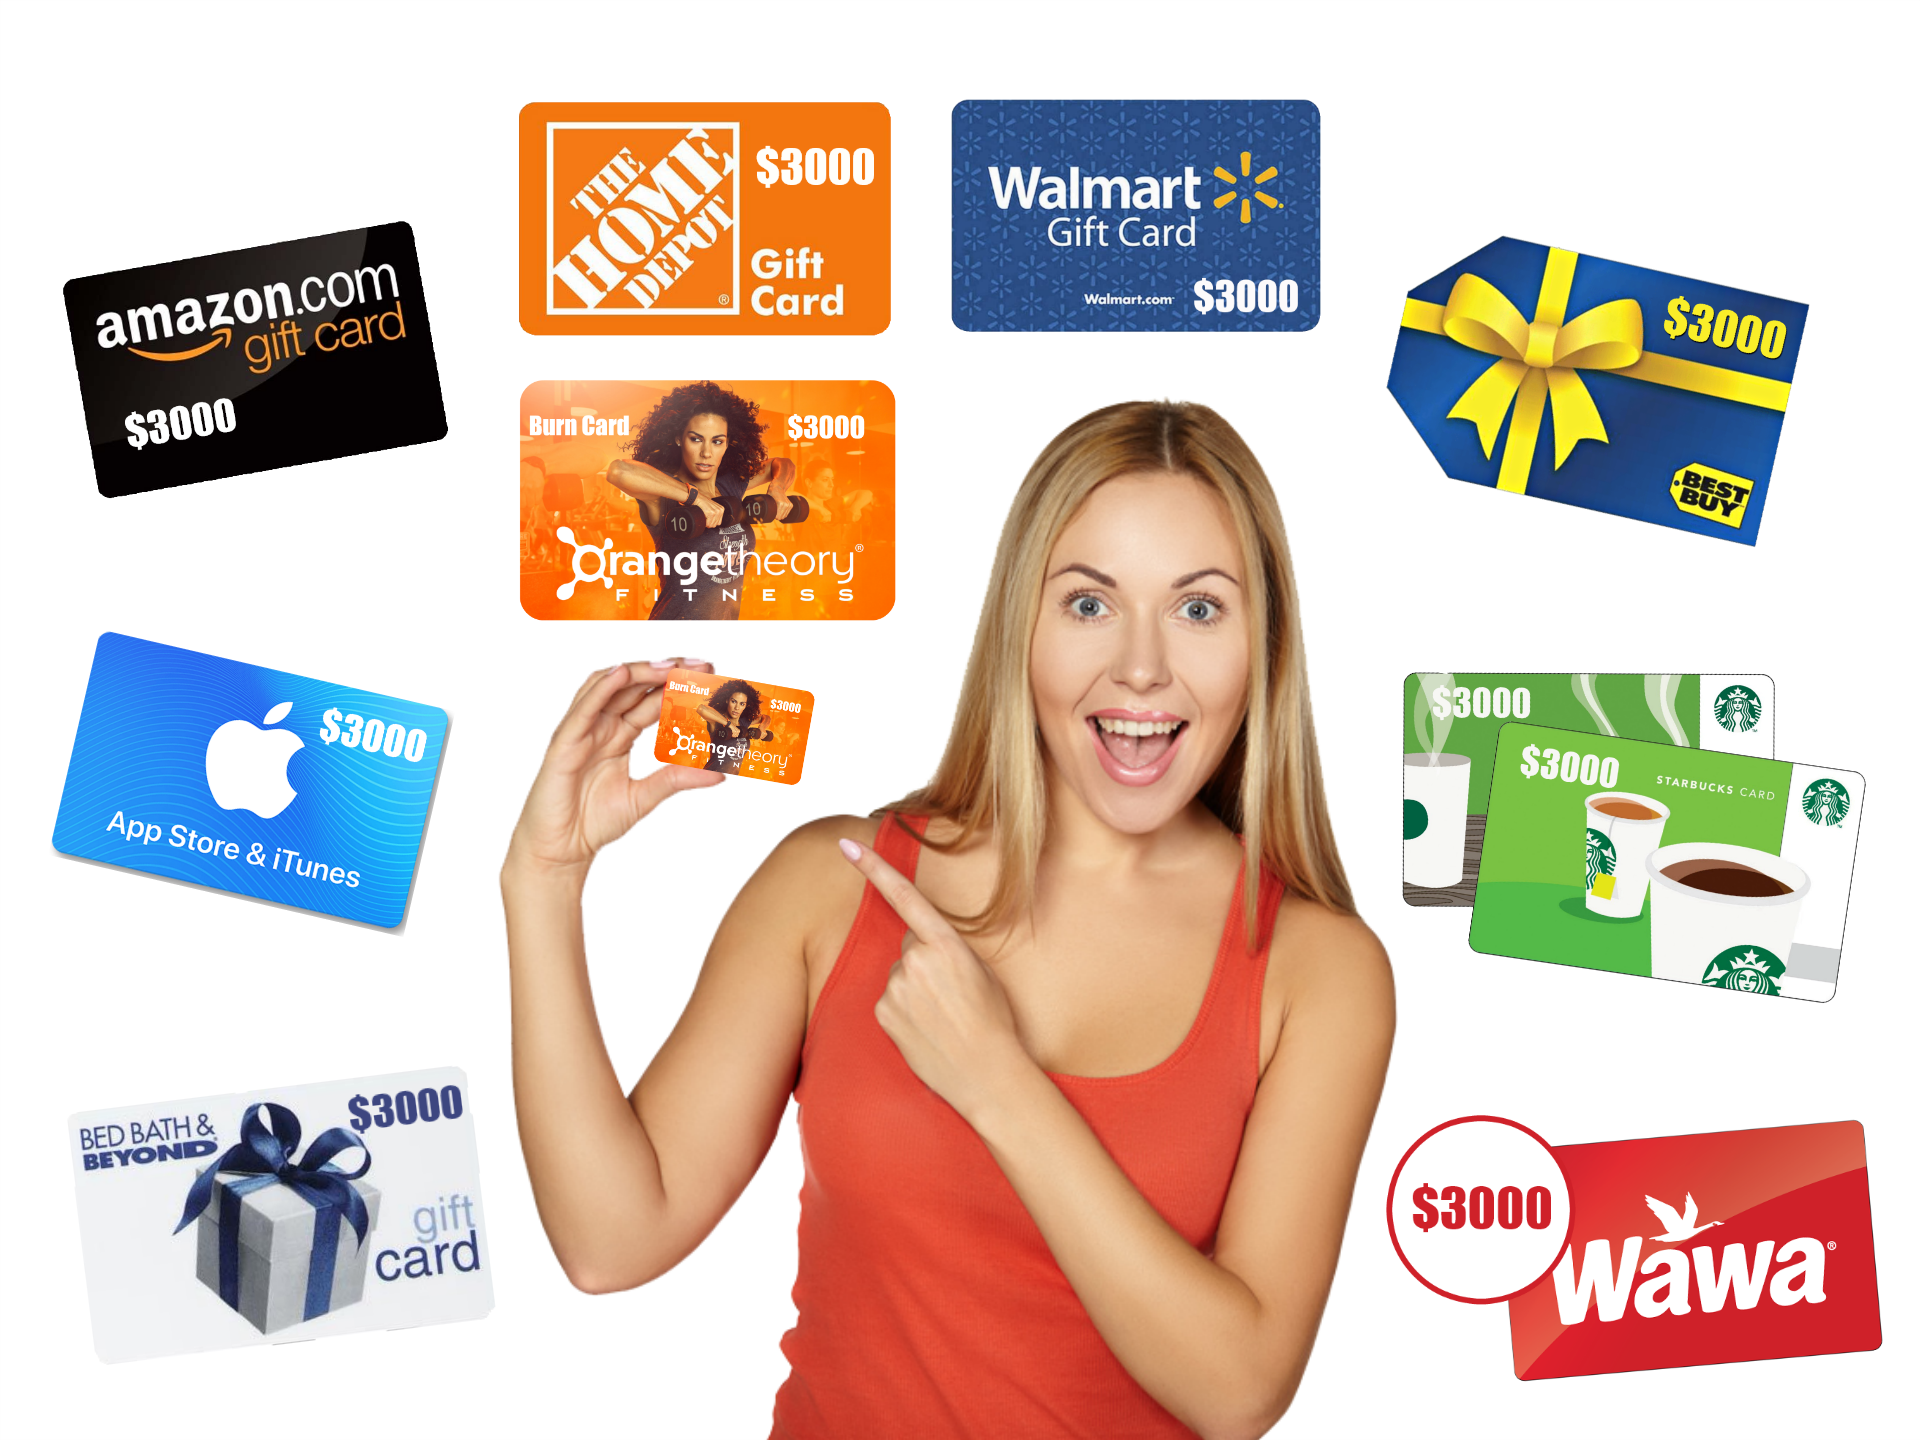 THE
HOME
DEPOT
®
$3000
Gift
Card
Walmart
Gift Card
Walmart.com
$3000
amazon.com
gift card
$3000
$3000
BEST
BUY
Burn Card
$3000
10
10
Orangetheory®
FITNESS
Burn Card
$3000
Orangetheory
FITNESS
$3000
App Store & iTunes
$3000
$3000
STARBUCKS CARD
BED BATH &
BEYOND
$3000
gift
card
$3000
Wawa®